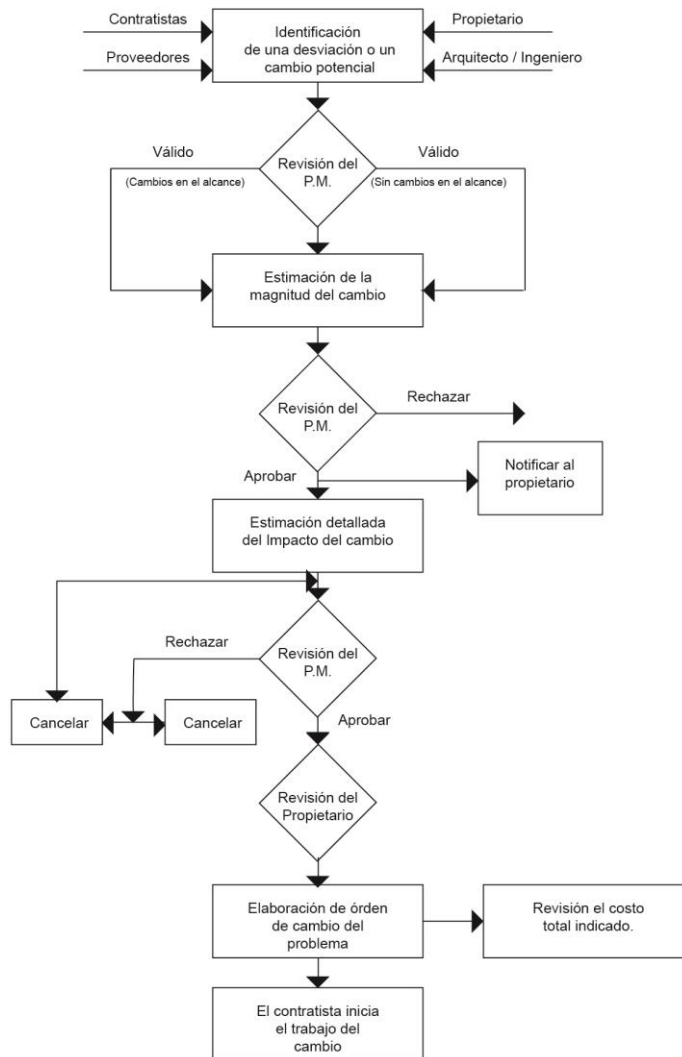 Contratistas
Propietario
Identificación
de una desviación o un
cambio potencial
Proveedores
Arquitecto / Ingeniero
Válido
Válido
Revisión del
P.M.
(Cambios en el alcance)
(Sin cambios en el alcance)
Estimación de la
magnitud del cambio
Rechazar
Revisión del
P.M.
Aprobar
Notificar al
propietario
Estimación detallada
del Impacto del cambio
Rechazar
Revisión del
P.M.
Cancelar
Cancelar
Aprobar
Revisión del
Propietario
Elaboración de órden
de cambio del
problema
Revisión el costo
total indicado.
El contratista inicia
el trabajo del
cambio